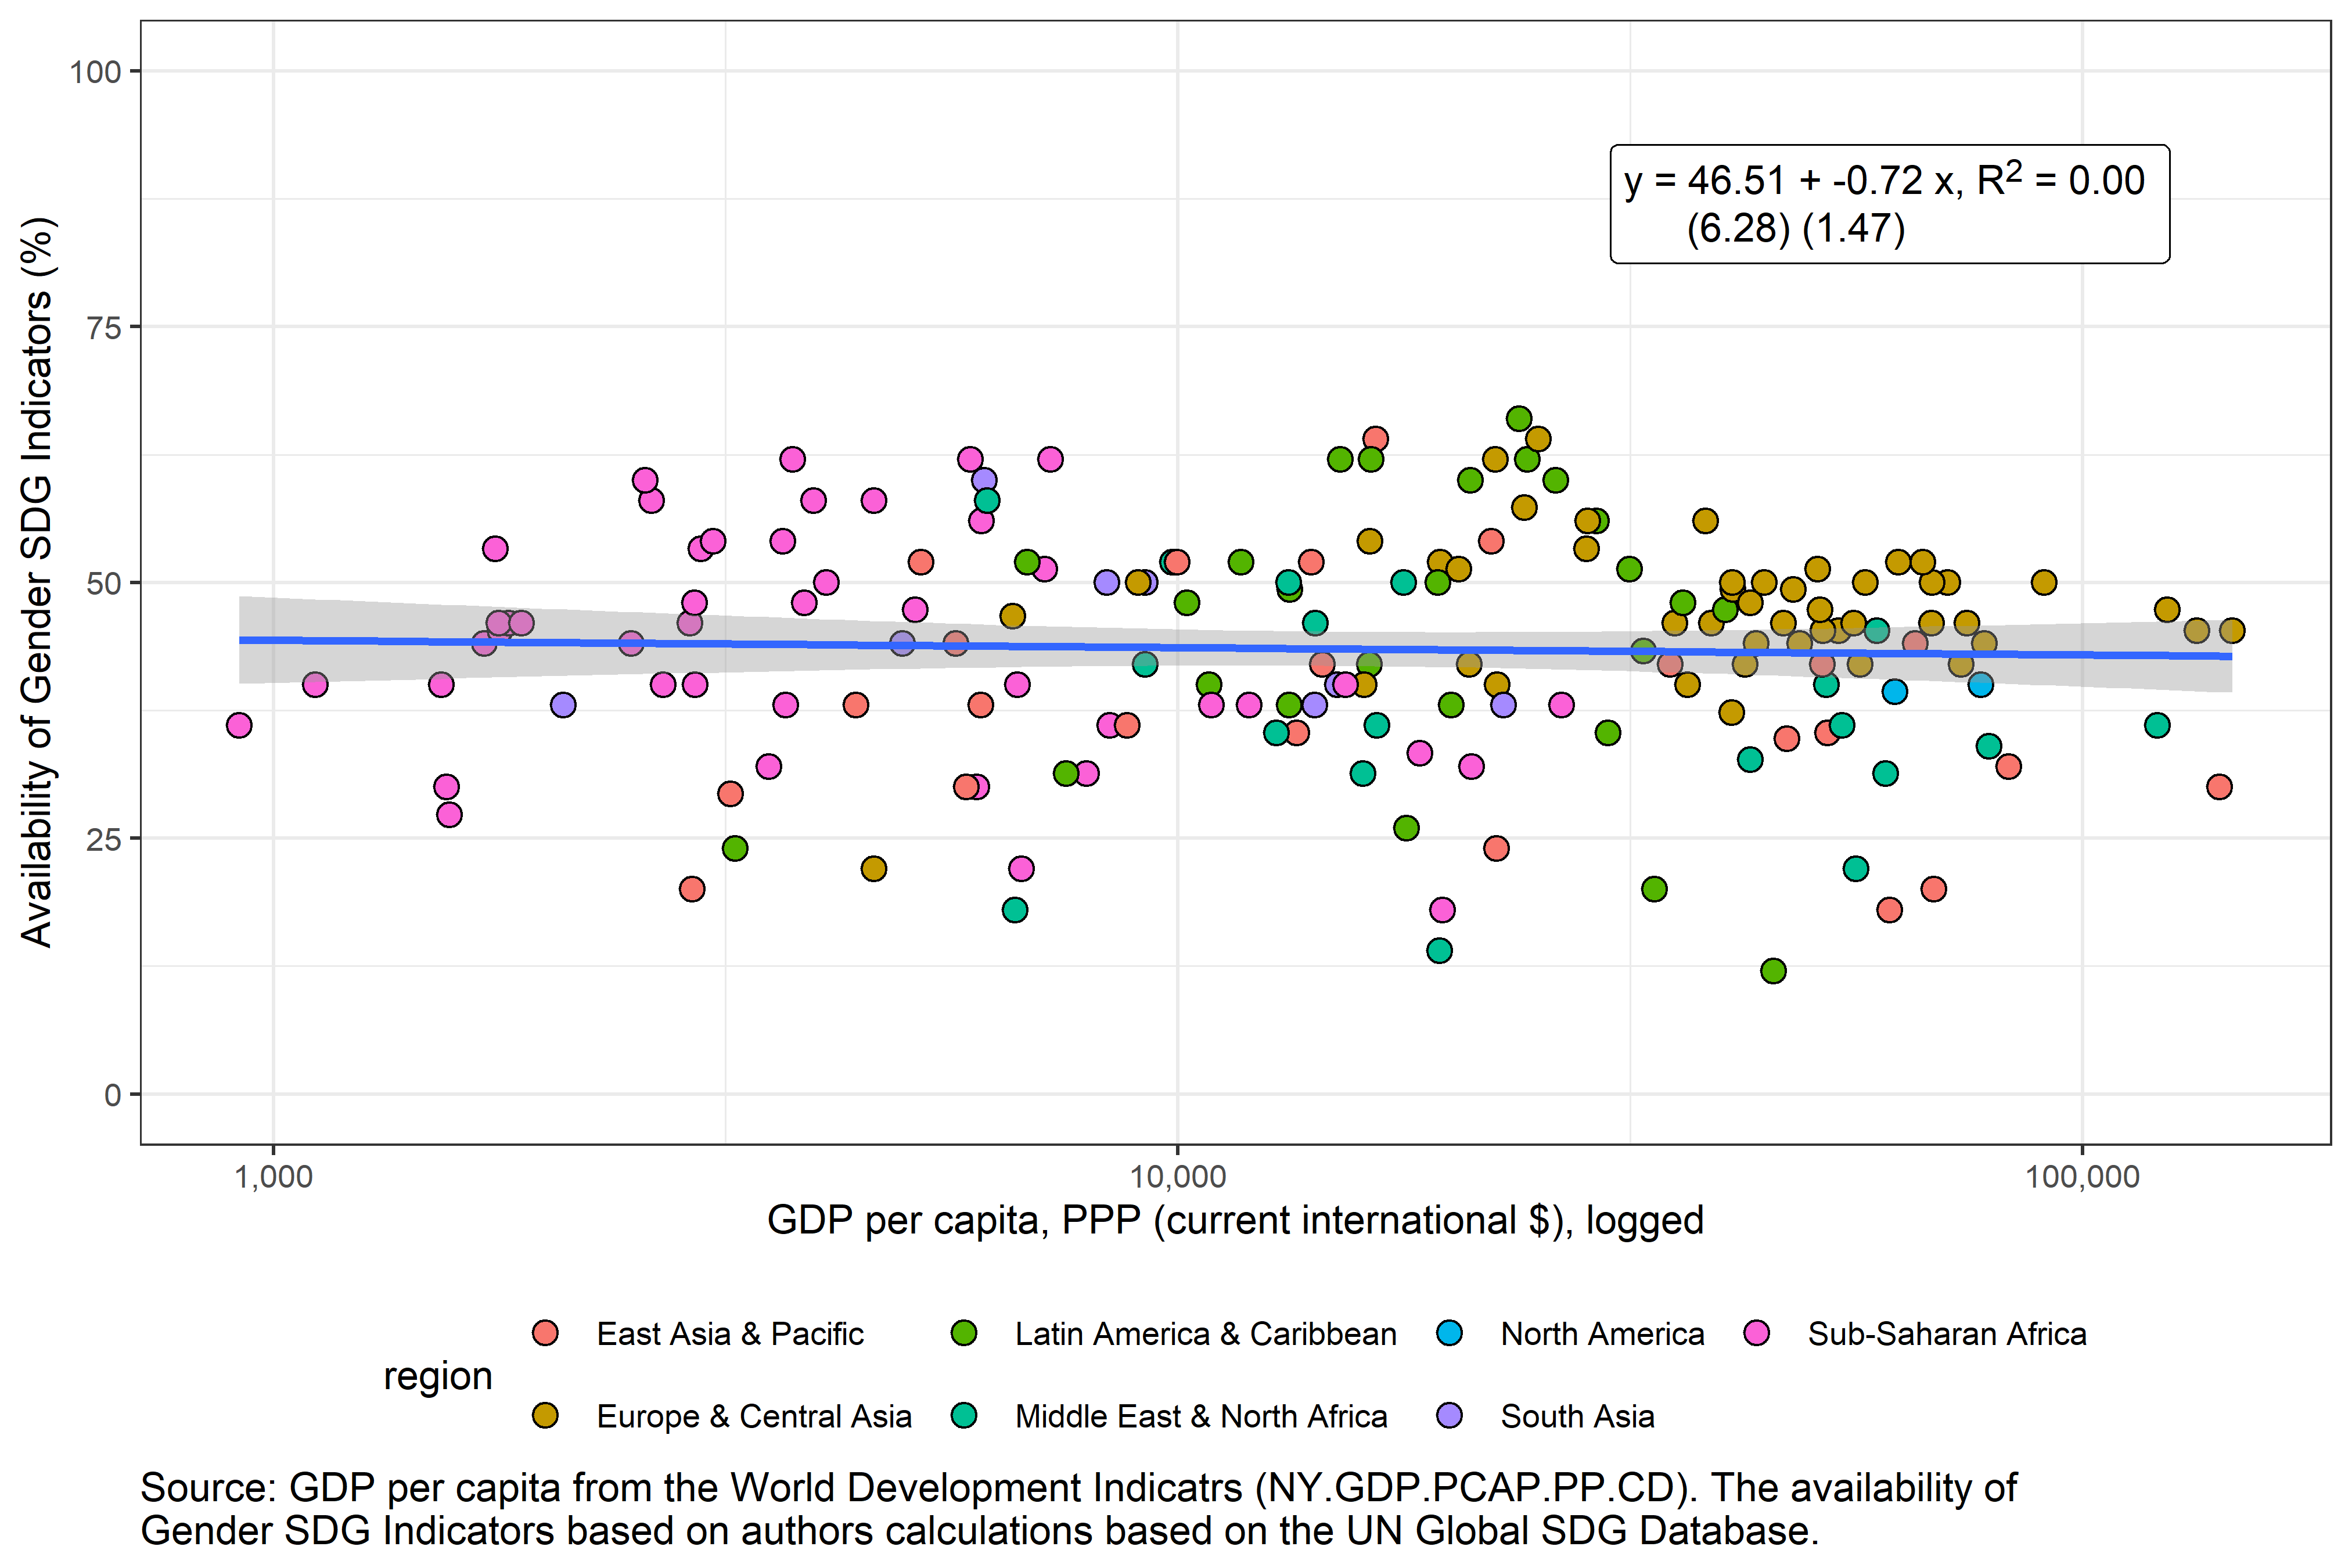 100
75
50
25
0
Availability of Gender SDG Indicators (%)
y = 46.51 + -0.72 x, R² = 0.00
(6.28) (1.47)
1,000
10,000
100,000
GDP per capita, PPP (current international $), logged
region
East Asia & Pacific
Latin America & Caribbean
North America
Sub-Saharan Africa
Europe & Central Asia
Middle East & North Africa
South Asia
Source: GDP per capita from the World Development Indicatrs (NY.GDP.PCAP.PP.CD). The availability of
Gender SDG Indicators based on authors calculations based on the UN Global SDG Database.